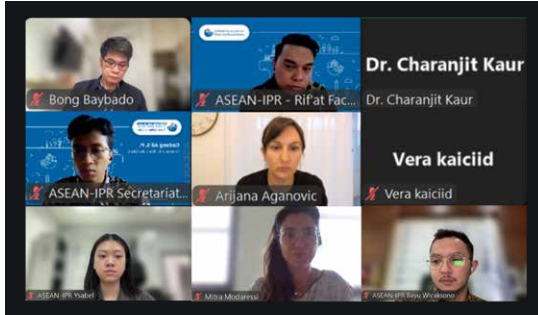 Bong Baybado
ASEAN-IPR - Rif'at Fac...
Dr. Charanjit Kaur
Dr. Charanjit Kaur
ASEAN-IPR Secretariat...
Arijana Aganovic
Vera kaiciid
Vera kaiciid
ASEAN-IPR Ysabel
Mitra Modaressi
ASEAN-IPR Bayu Wicaksono